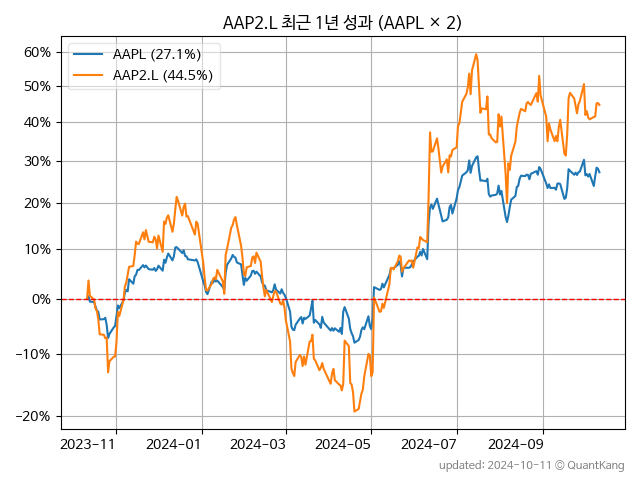 AAP2.L 최근 1년 성과 (AAPL × 2)
AAPL (27.1%)
AAP2.L (44.5%)
60%
50%
40%
30%
20%
10%
0%
−10%
−20%
2023-11 2024-01 2024-03 2024-05 2024-07 2024-09
updated: 2024-10-11 © QuantKang